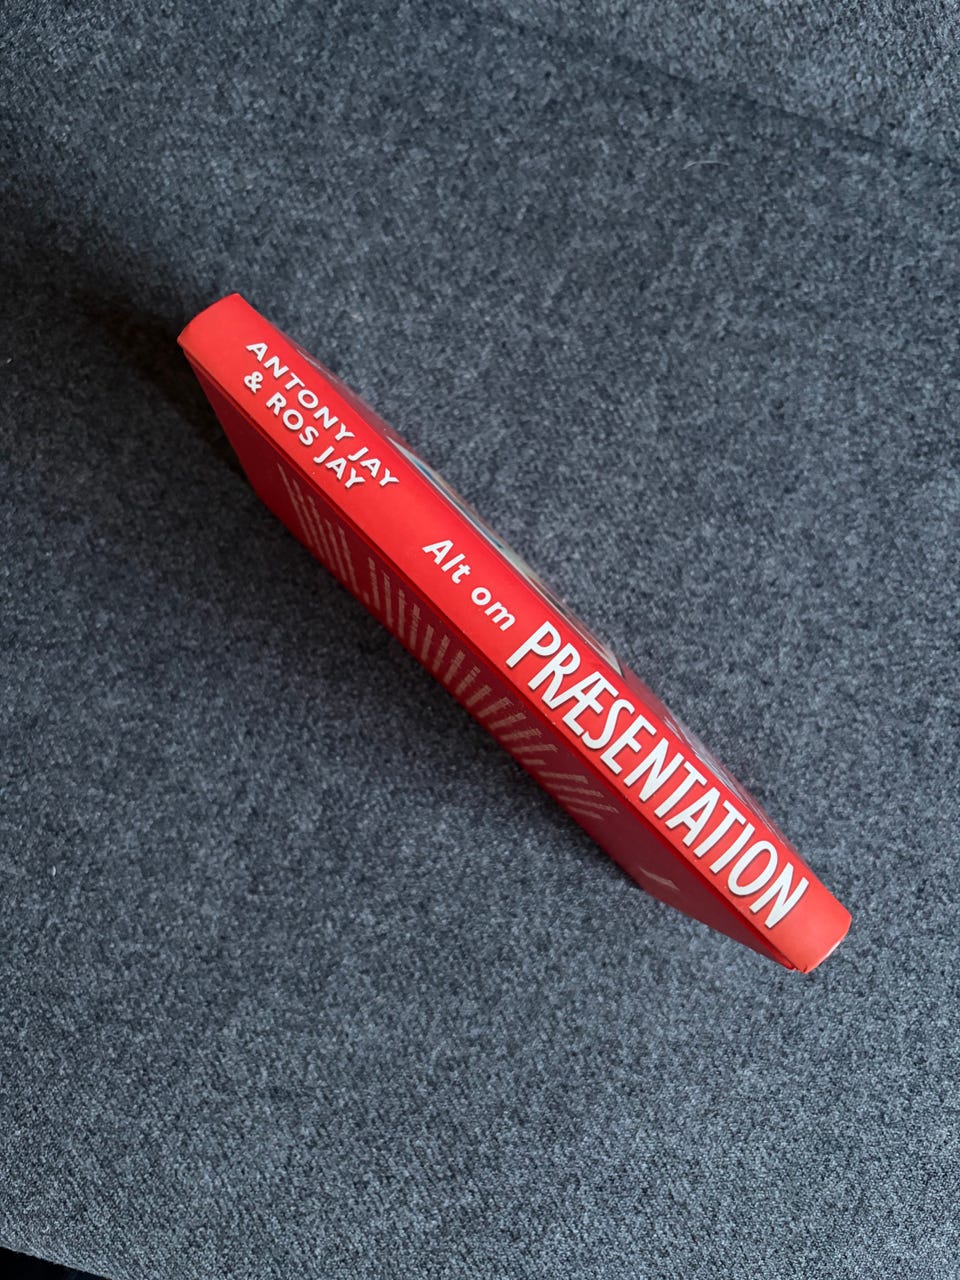 ANTONY JAY
& ROS JAY
Alt om PRÆSENTATION